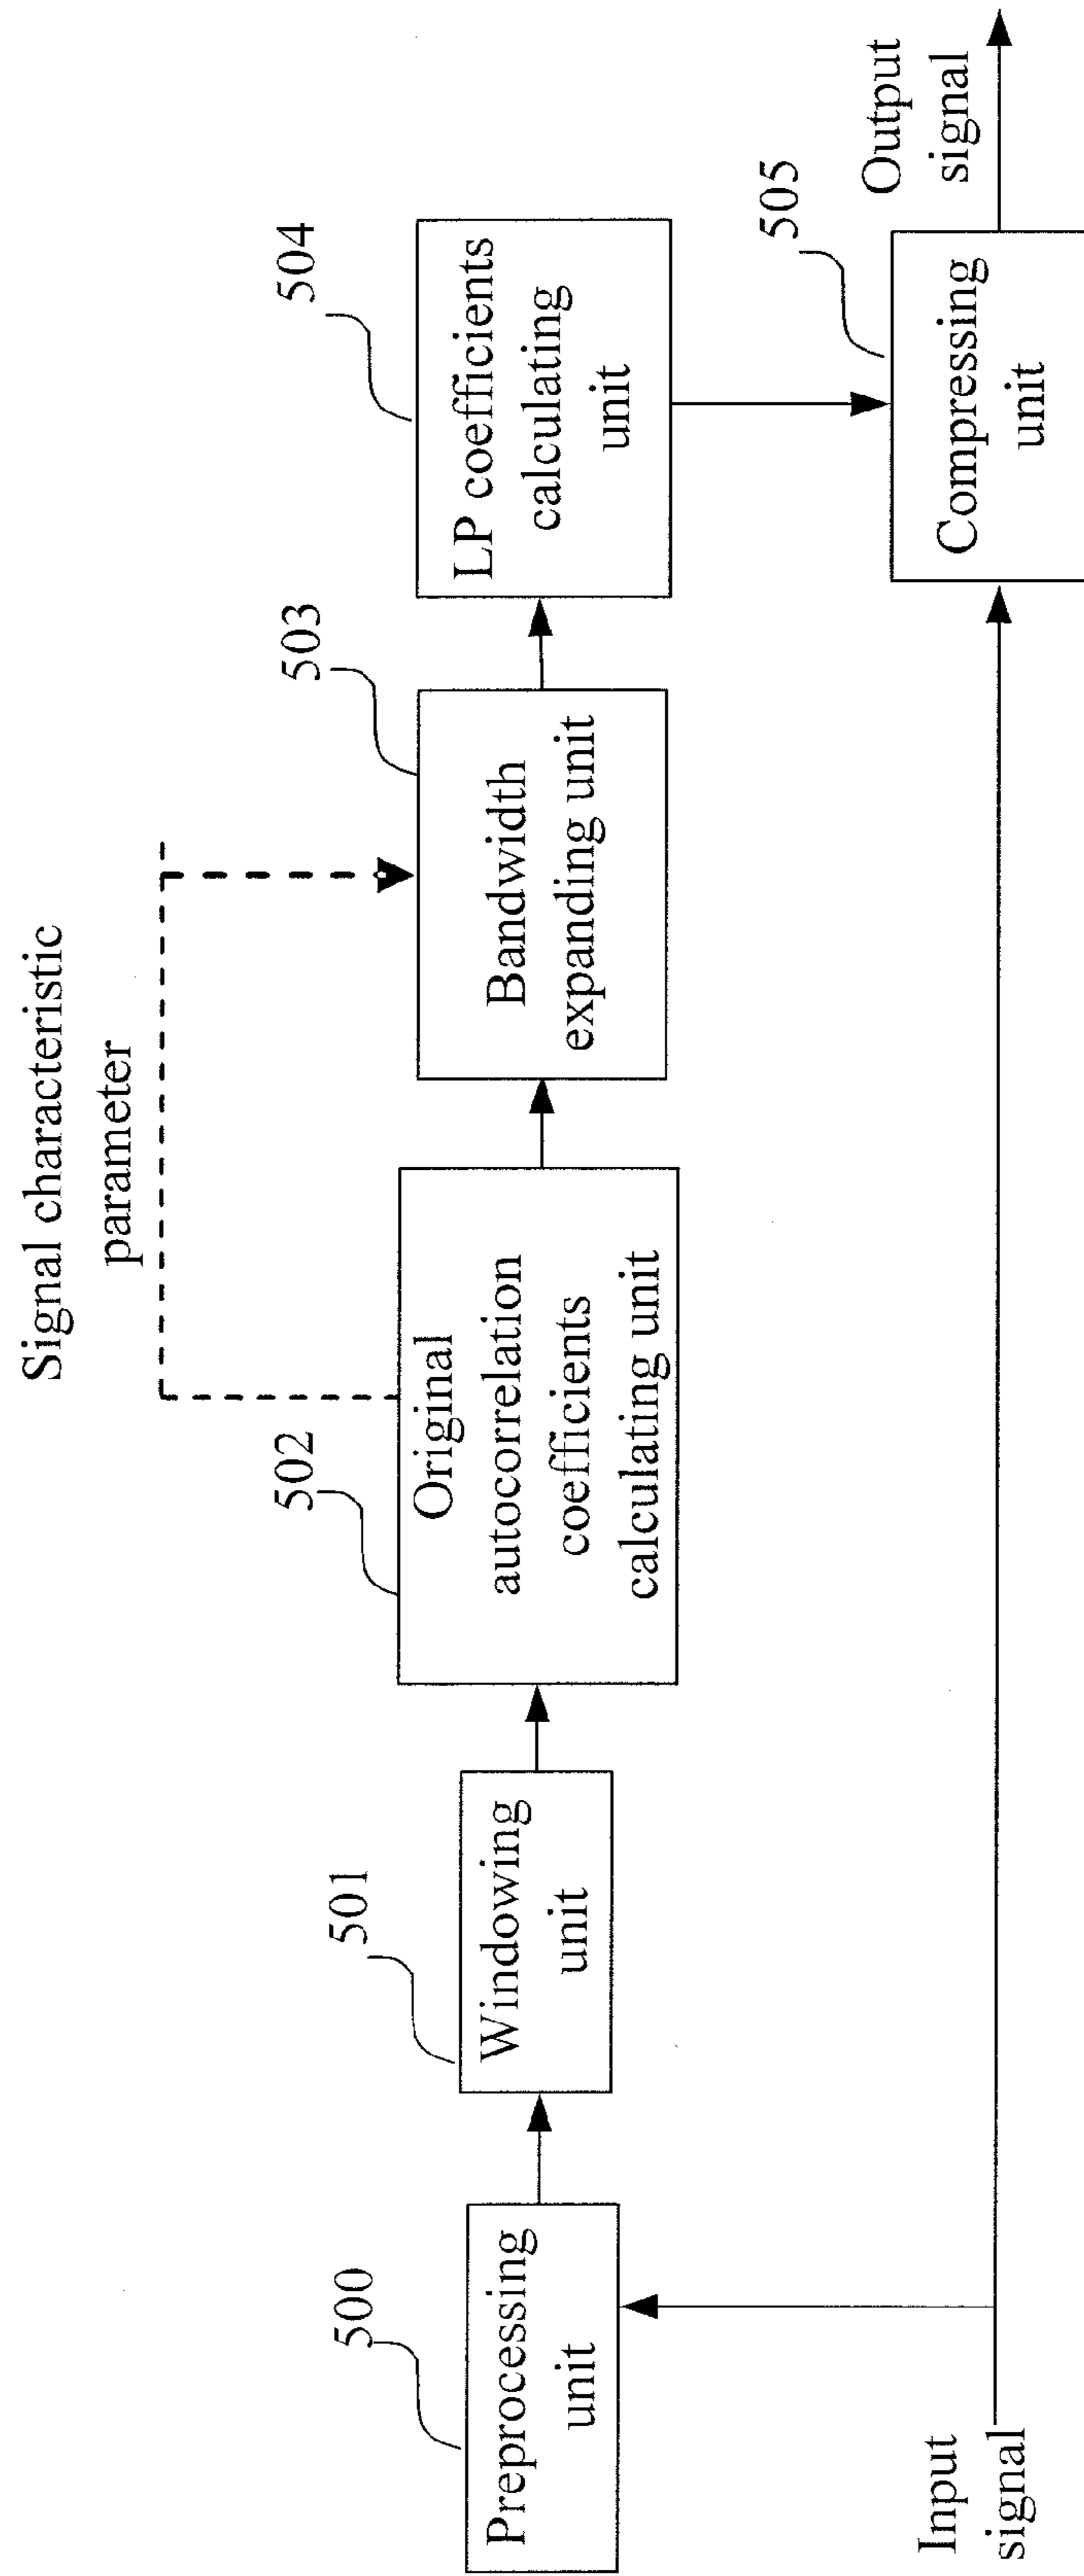 Signal characteristic
parameter
500
Preprocessing
unit
501
Windowing
unit
502
Original
autocorrelation
coefficients
calculating unit
503
Bandwidth
expanding unit
504
LP coefficients
calculating
unit
505
Compressing
unit
Input
signal
Output
signal